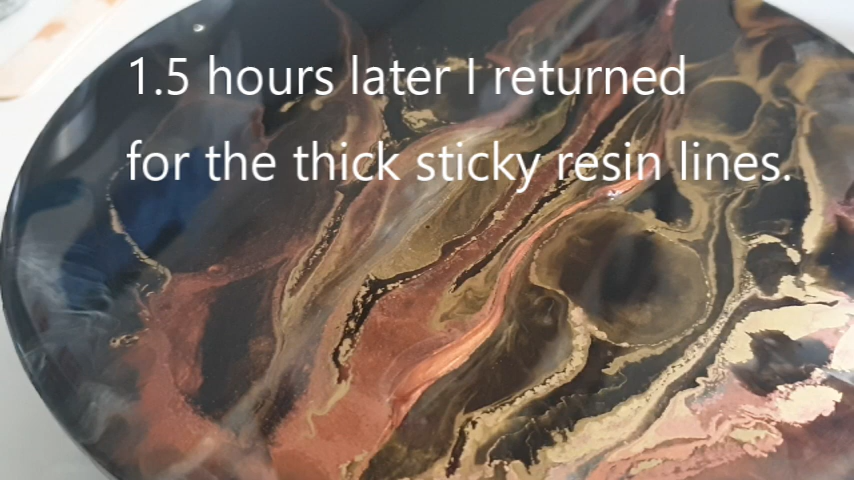 1.5 hours later I returned
for the thick sticky resin lines.